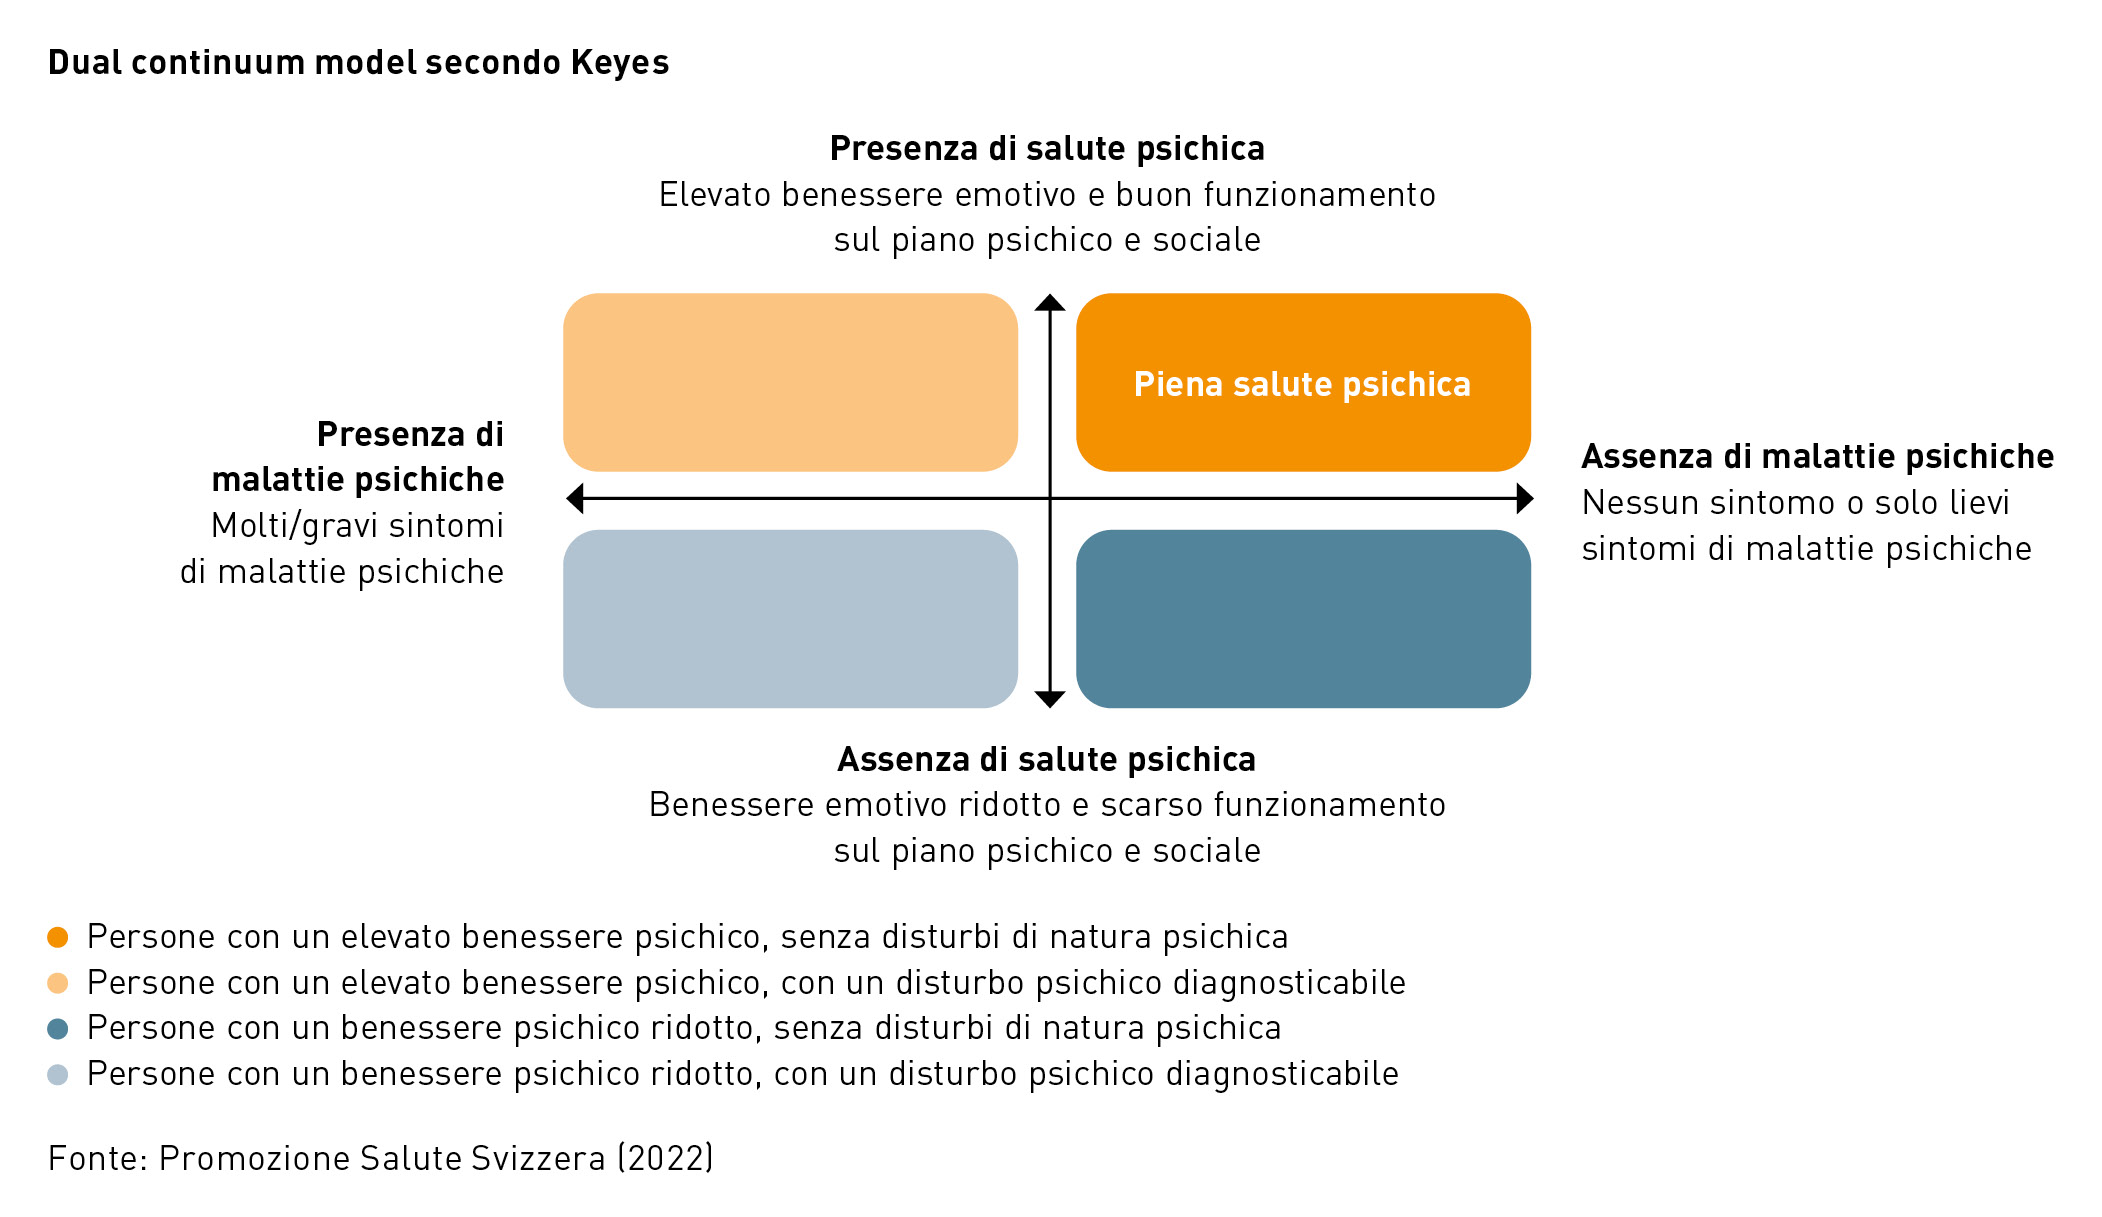 Dual continuum model secondo Keyes
Presenza di salute psichica
Elevato benessere emotivo e buon funzionamento
sul piano psichico e sociale
Piena salute psichica
Presenza di
malattie psichiche
Molti/gravi sintomi
di malattie psichiche
Assenza di malattie psichiche
Nessun sintomo o solo lievi
sintomi di malattie psichiche
Assenza di salute psichica
Benessere emotivo ridotto e scarso funzionamento
sul piano psichico e sociale
Persone con un elevato benessere psichico, senza disturbi di natura psichica
Persone con un elevato benessere psichico, con un disturbo psichico diagnosticabile
Persone con un benessere psichico ridotto, senza disturbi di natura psichica
Persone con un benessere psichico ridotto, con un disturbo psichico diagnosticabile
Fonte: Promozione Salute Svizzera (2022)